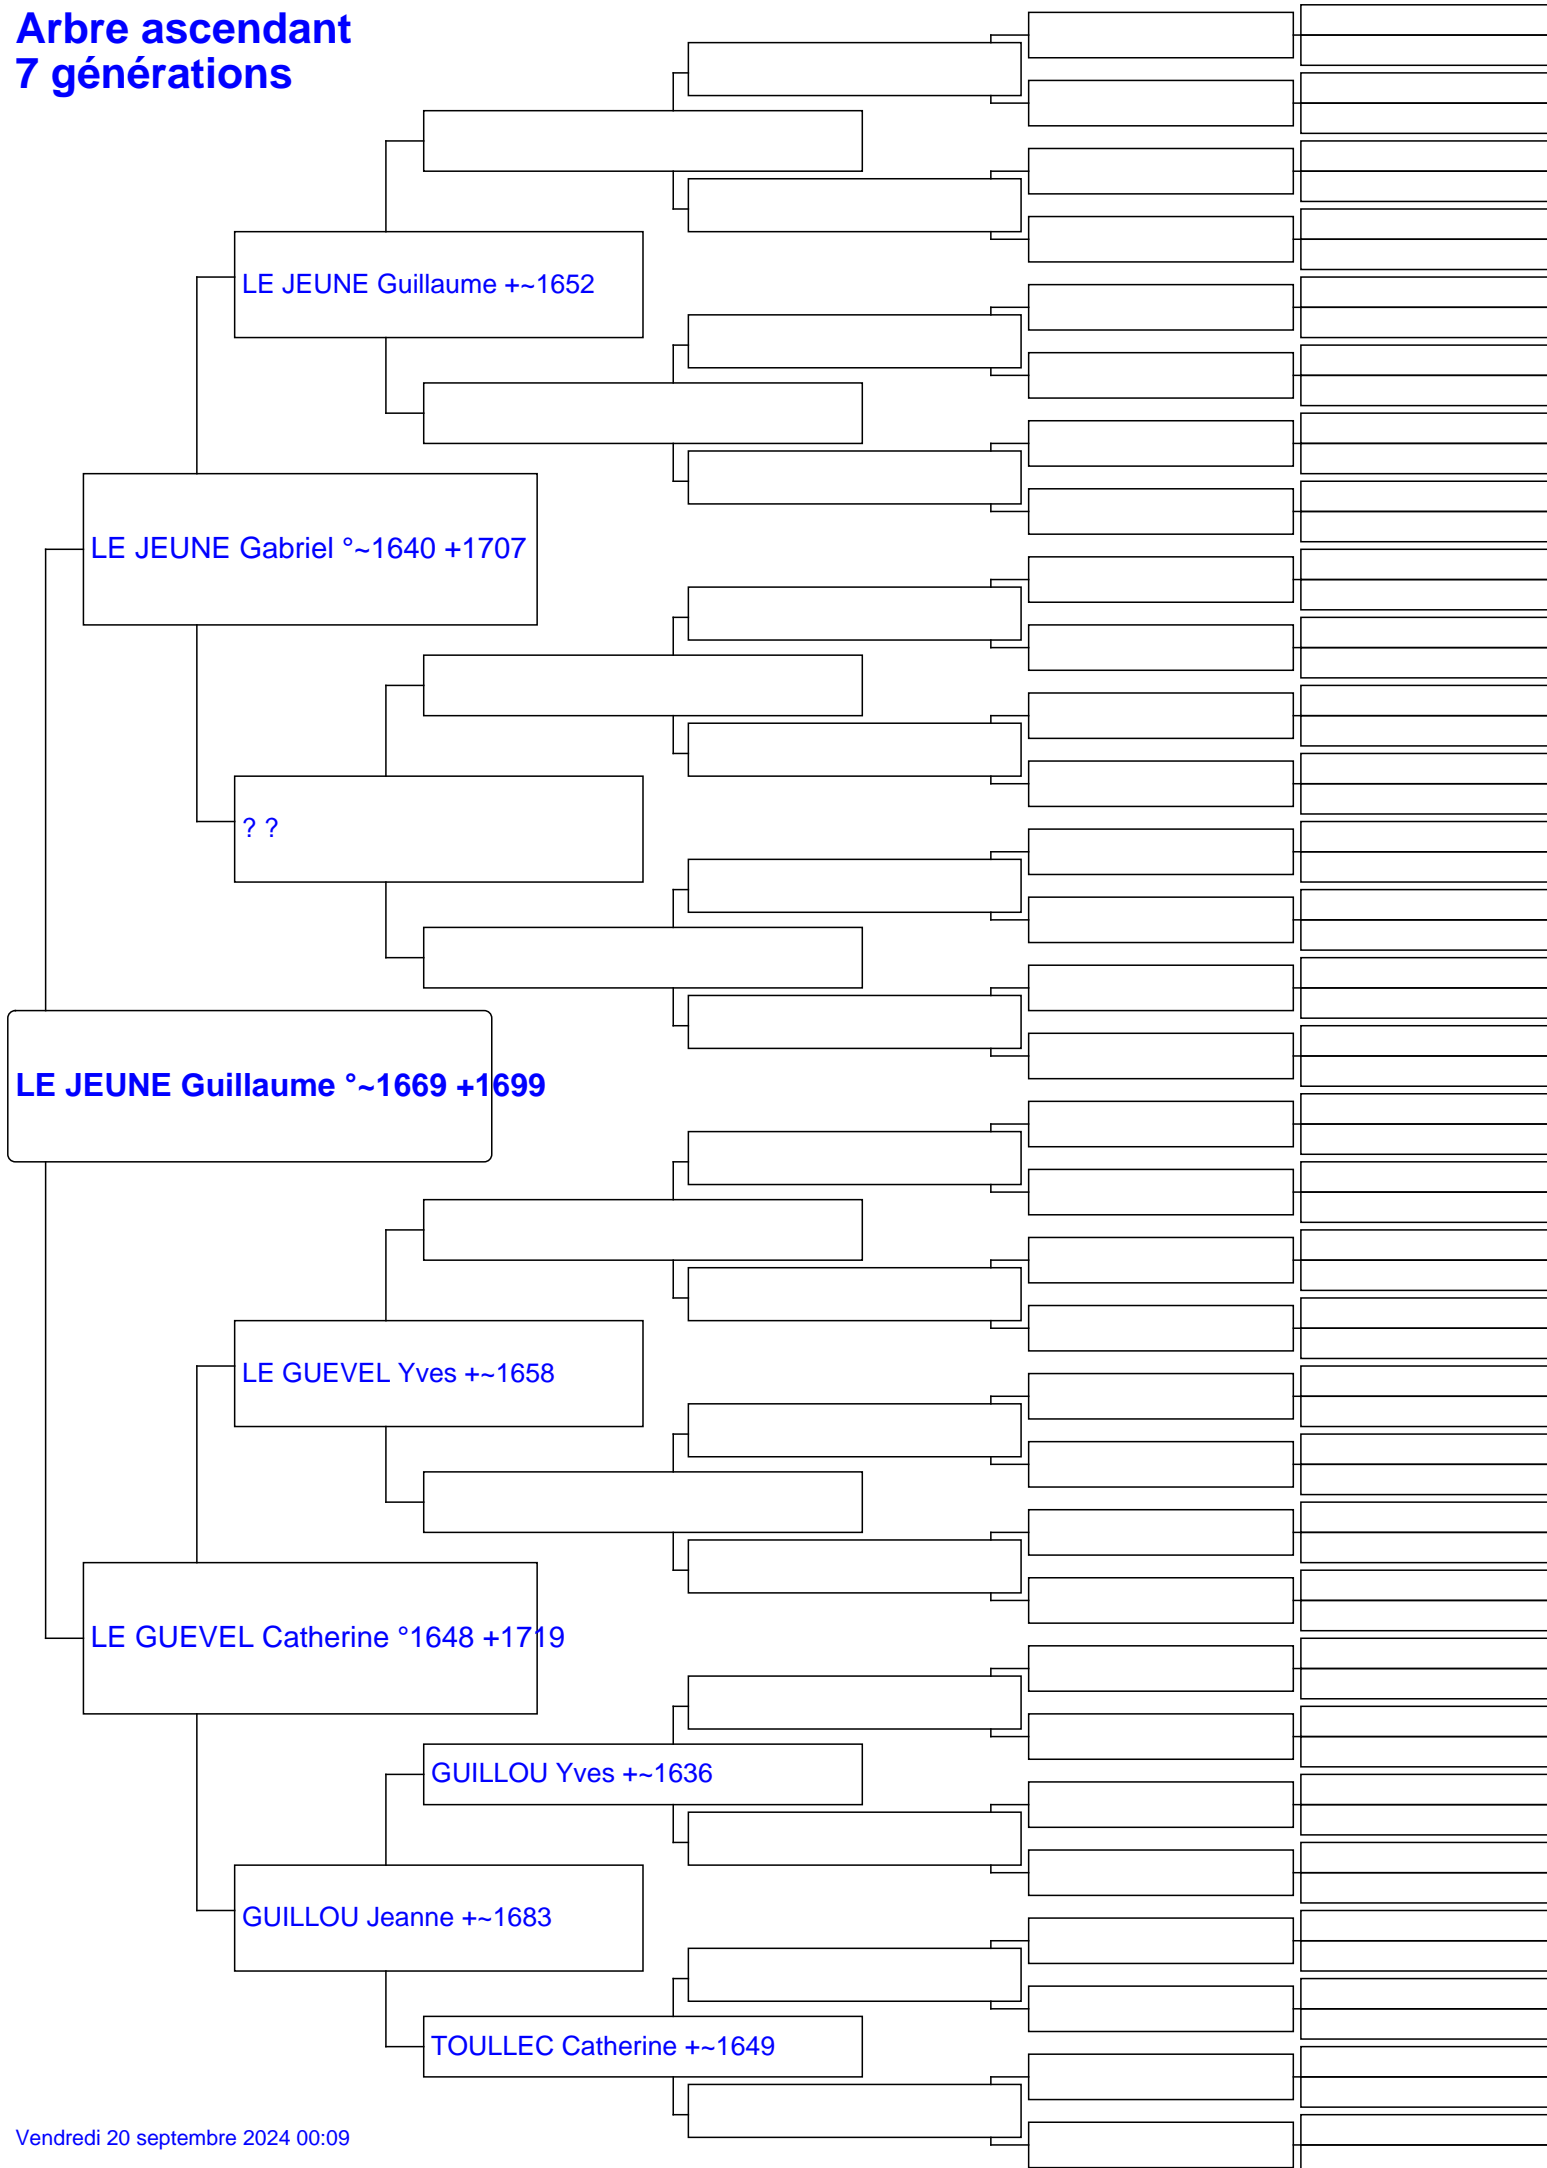 Arbre ascendant
7 générations
LE JEUNE Guillaume +~1652
LE JEUNE Gabriel °~1640 +1707
? ?
LE JEUNE Guillaume °~1669 +1699
LE GUEVEL Yves +~1658
LE GUEVEL Catherine °1648 +1719
GUILLOU Yves +~1636
GUILLOU Jeanne +~1683
TOULLEC Catherine +~1649
Vendredi 20 septembre 2024 00:09